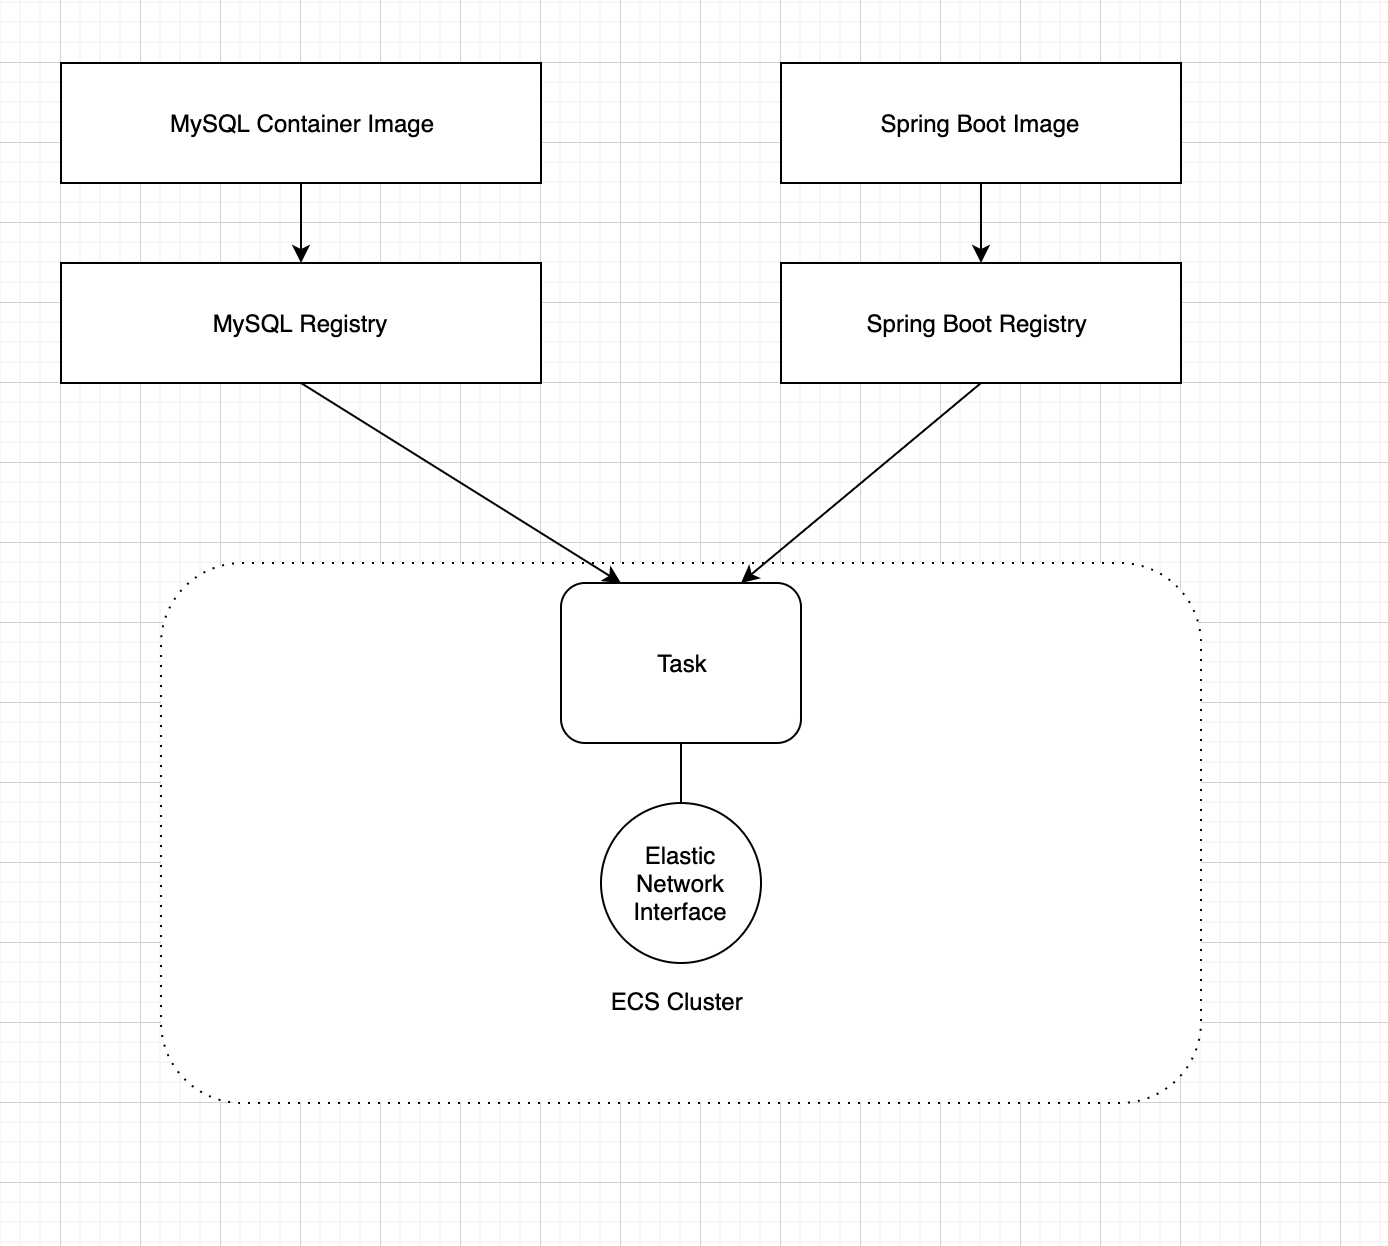 MySQL Container Image
Spring Boot Image
MySQL Registry
Spring Boot Registry
Task
Elastic
Network
Interface
ECS Cluster